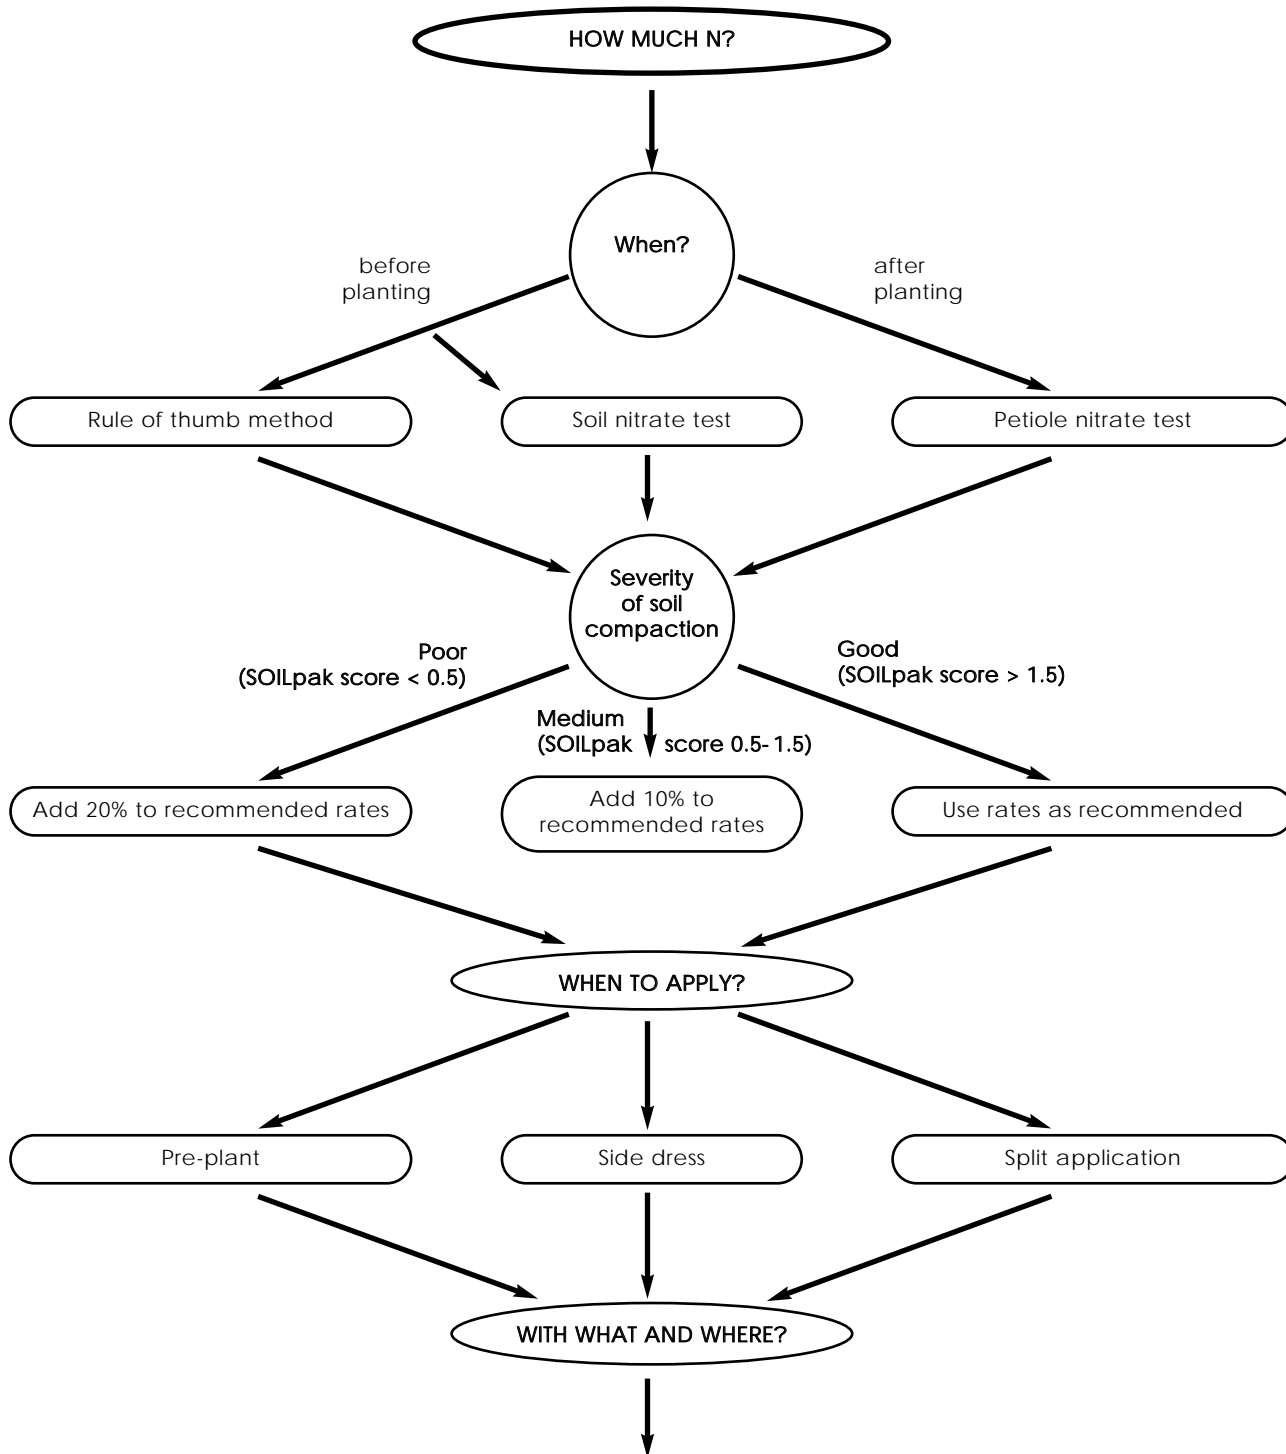 HOW MUCH N?
When?
before
planting
after
planting
Rule of thumb method
Soil nitrate test
Petiole nitrate test
Severity
of soil
compaction
Poor
(SOILpak score < 0.5)
Medium
(SOILpak score 0.5- 1.5)
Good
(SOILpak score > 1.5)
Add 20% to recommended rates
Add 10% to
recommended rates
Use rates as recommended
WHEN TO APPLY?
Pre-plant
Side dress
Split application
WITH WHAT AND WHERE?